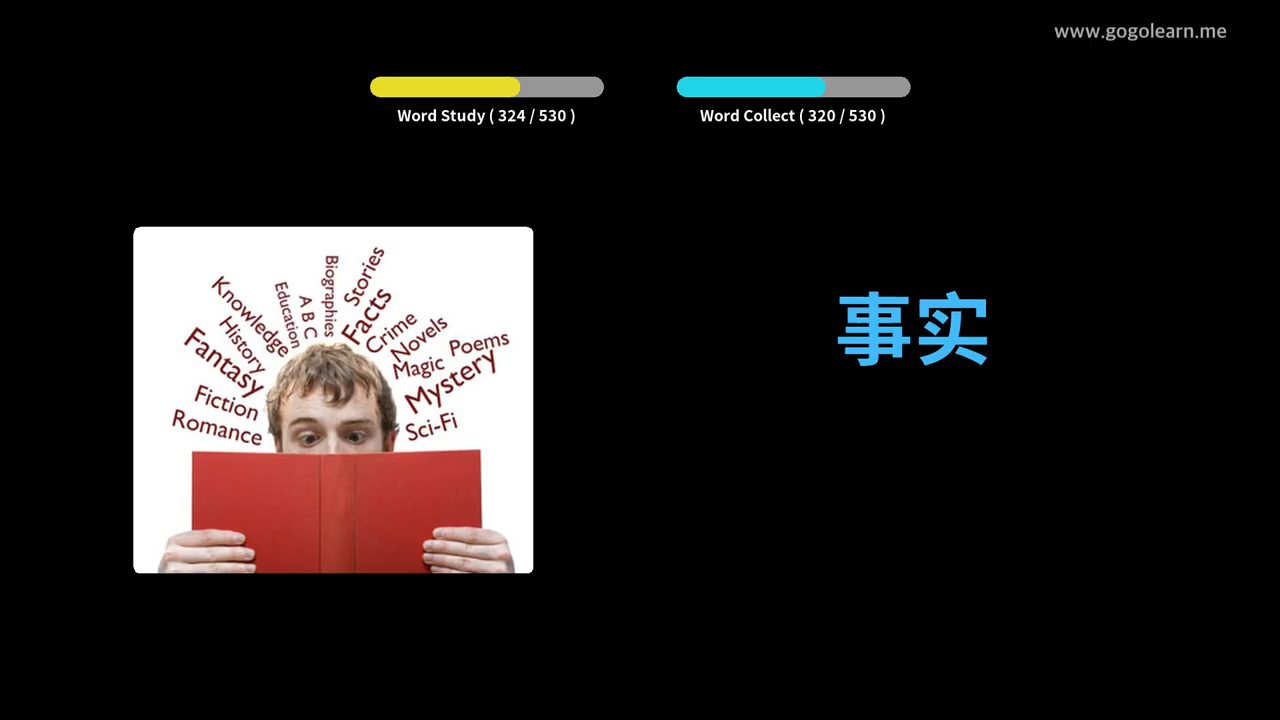 www.gogolearn.me
Word Study ( 324 / 530 )
Word Collect ( 320 / 530 )
事实
Romance
Fiction
Fantasy
History
Knowledge
Education
A B C
Biographies
Stories
Facts
Crime
Novels
Magic
Poems
Mystery
Sci-Fi